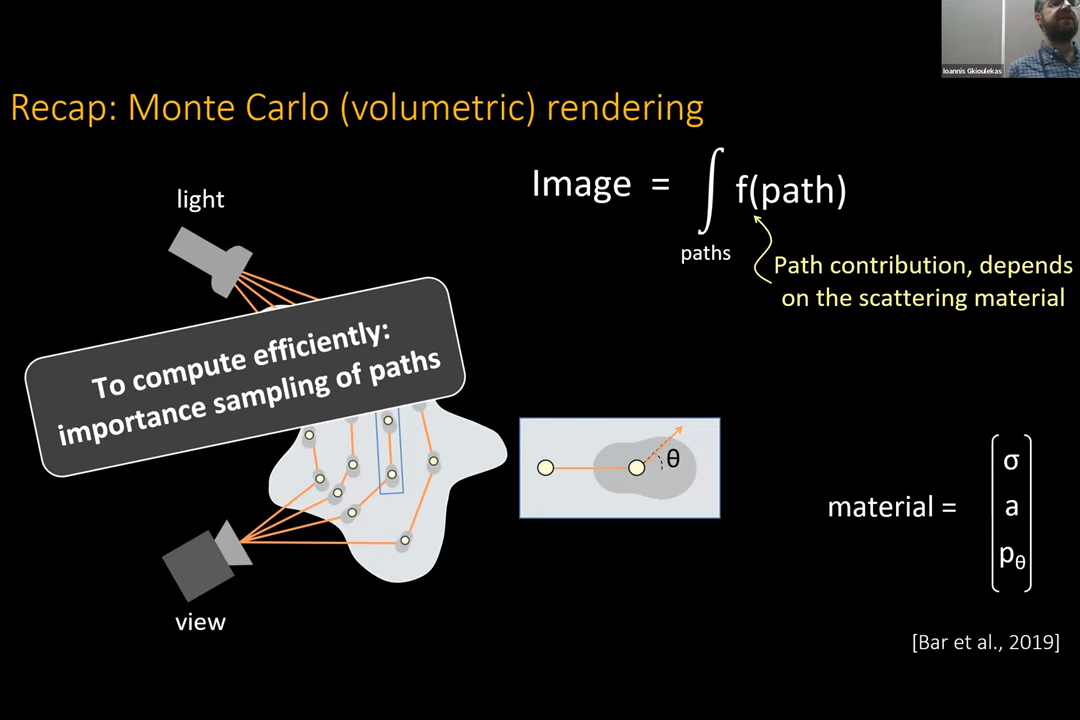 Ioannis Gkioulekas
Recap: Monte Carlo (volumetric) rendering
Image = ∫ f(path)
paths
Path contribution, depends
on the scattering material
light
To compute efficiently:
importance sampling of paths
θ
material =
σ
a
pθ
view
[Bar et al., 2019]